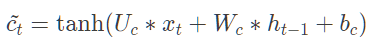 c̃_t = tanh(U_c * x_t + W_c * h_{t−1} + b_c)